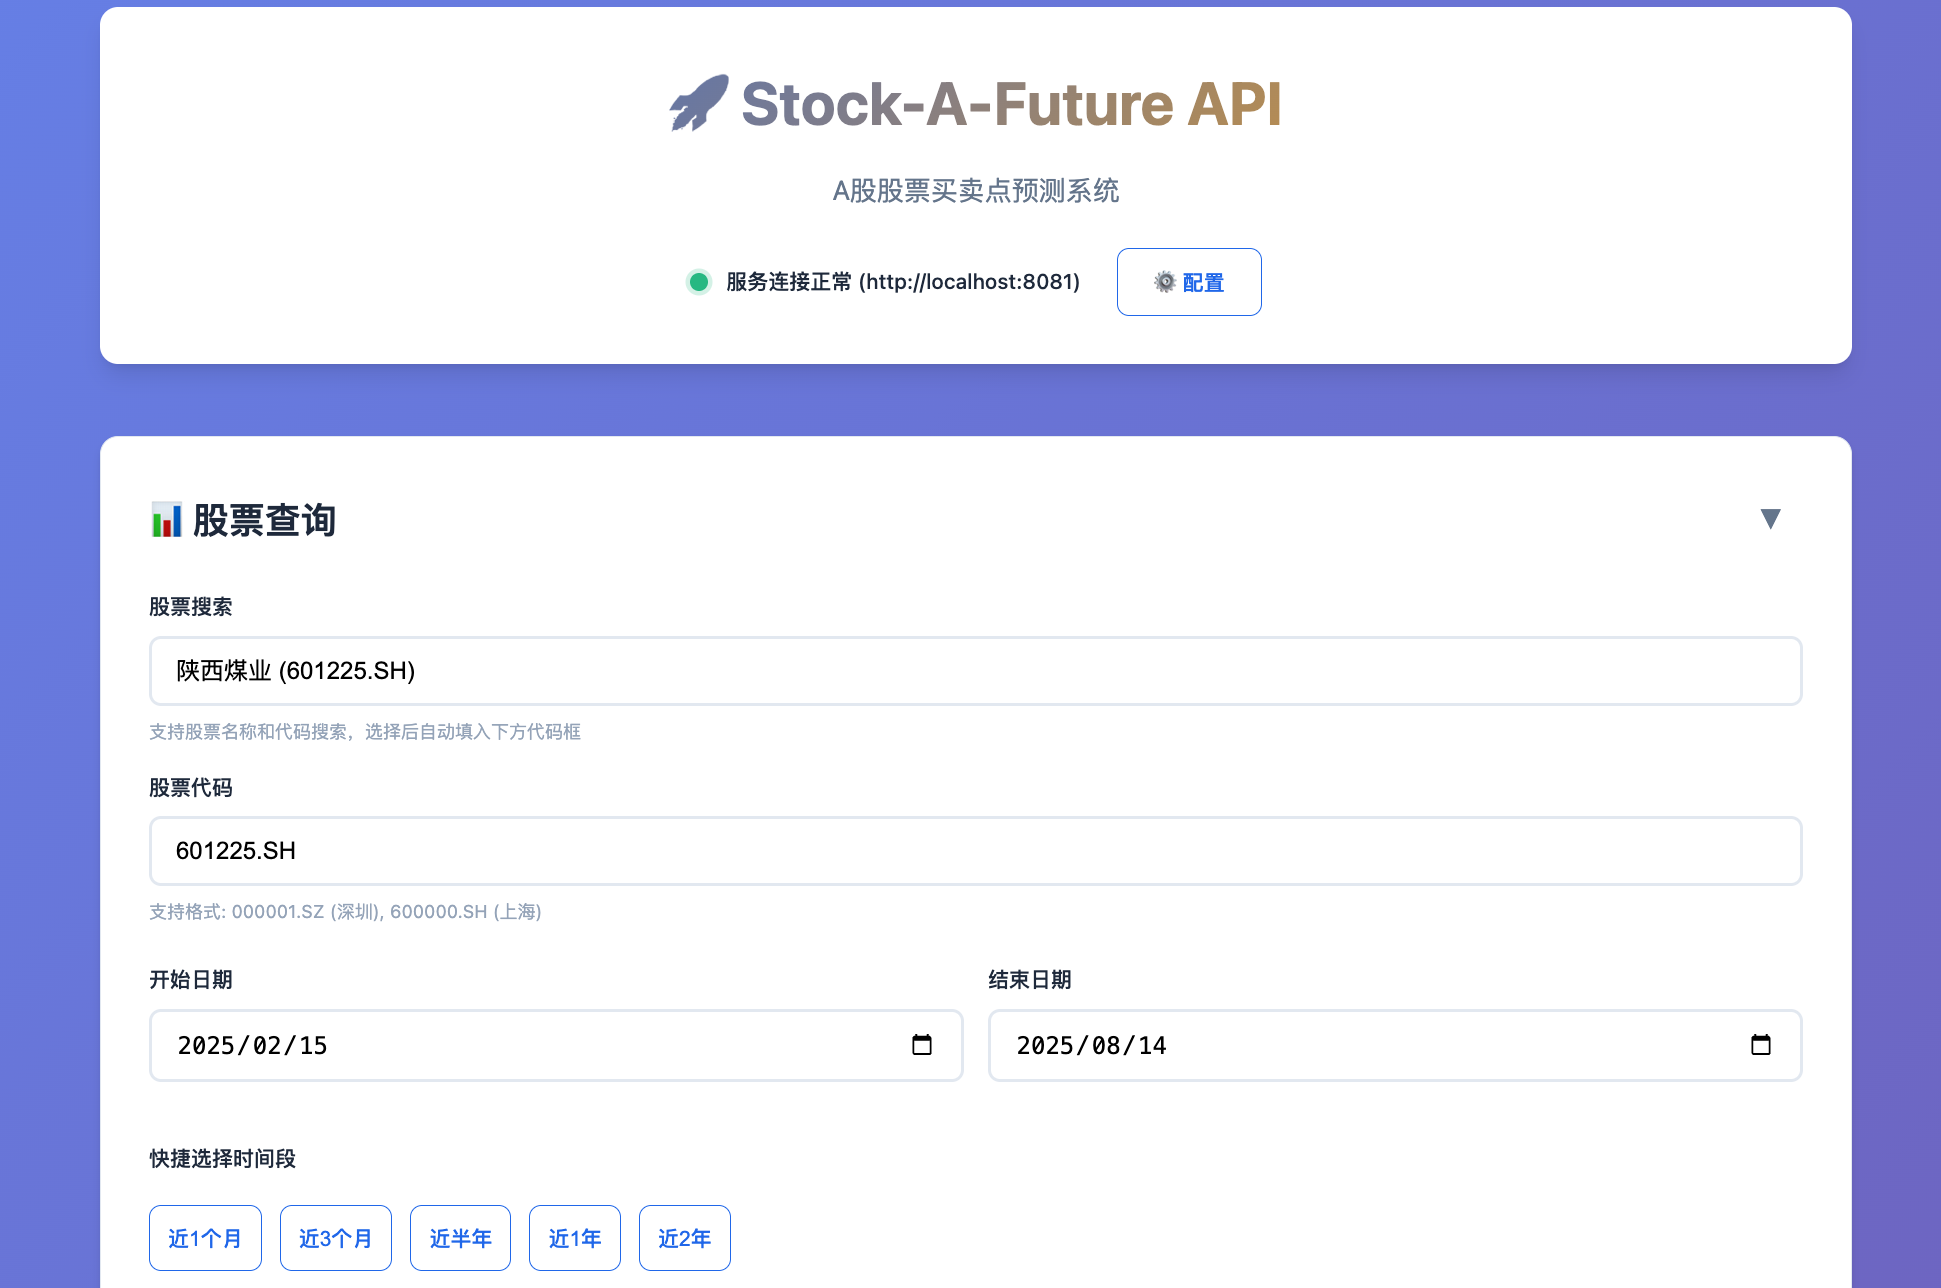 Stock-A-Future API
A股股票买卖点预测系统
服务连接正常 (http://localhost:8081)
配置
股票查询
股票搜索
陕西煤业 (601225.SH)
支持股票名称和代码搜索，选择后自动填入下方代码框
股票代码
601225.SH
支持格式: 000001.SZ (深圳), 600000.SH (上海)
开始日期
结束日期
2025/02/15
2025/08/14
快捷选择时间段
近1个月
近3个月
近半年
近1年
近2年